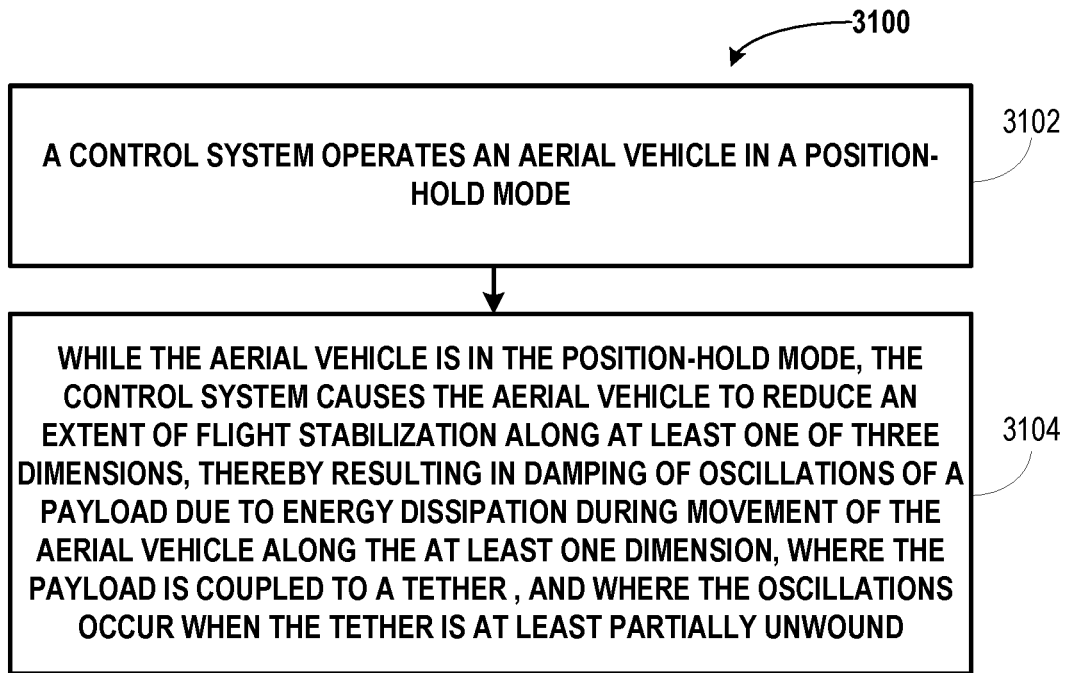 3100
A CONTROL SYSTEM OPERATES AN AERIAL VEHICLE IN A POSITION-
HOLD MODE
3102
WHILE THE AERIAL VEHICLE IS IN THE POSITION-HOLD MODE, THE
CONTROL SYSTEM CAUSES THE AERIAL VEHICLE TO REDUCE AN
EXTENT OF FLIGHT STABILIZATION ALONG AT LEAST ONE OF THREE
DIMENSIONS, THEREBY RESULTING IN DAMPING OF OSCILLATIONS OF A
PAYLOAD DUE TO ENERGY DISSIPATION DURING MOVEMENT OF THE
AERIAL VEHICLE ALONG THE AT LEAST ONE DIMENSION, WHERE THE
PAYLOAD IS COUPLED TO A TETHER , AND WHERE THE OSCILLATIONS
OCCUR WHEN THE TETHER IS AT LEAST PARTIALLY UNWOUND
3104